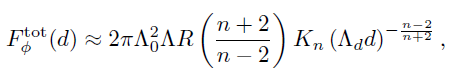 $F_{\phi}^{\text{tot}}(d) \approx 2\pi\Lambda_0^2\Lambda R \left( \frac{n+2}{n-2} \right) K_n \left( \Lambda_d d \right)^{-\frac{n-2}{n+2}} ,$